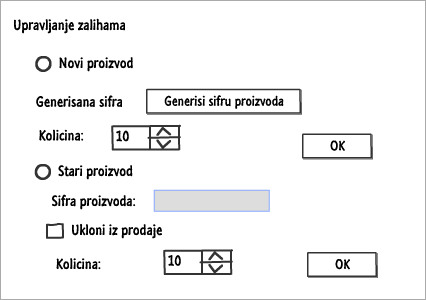 Upravljanje zalihama
Novi proizvod
Generisana sifra Generisi sifru proizvoda
Kolicina: 10 OK
Stari proizvod
Sifra proizvoda:
Ukloni iz prodaje
Kolicina: 10 OK